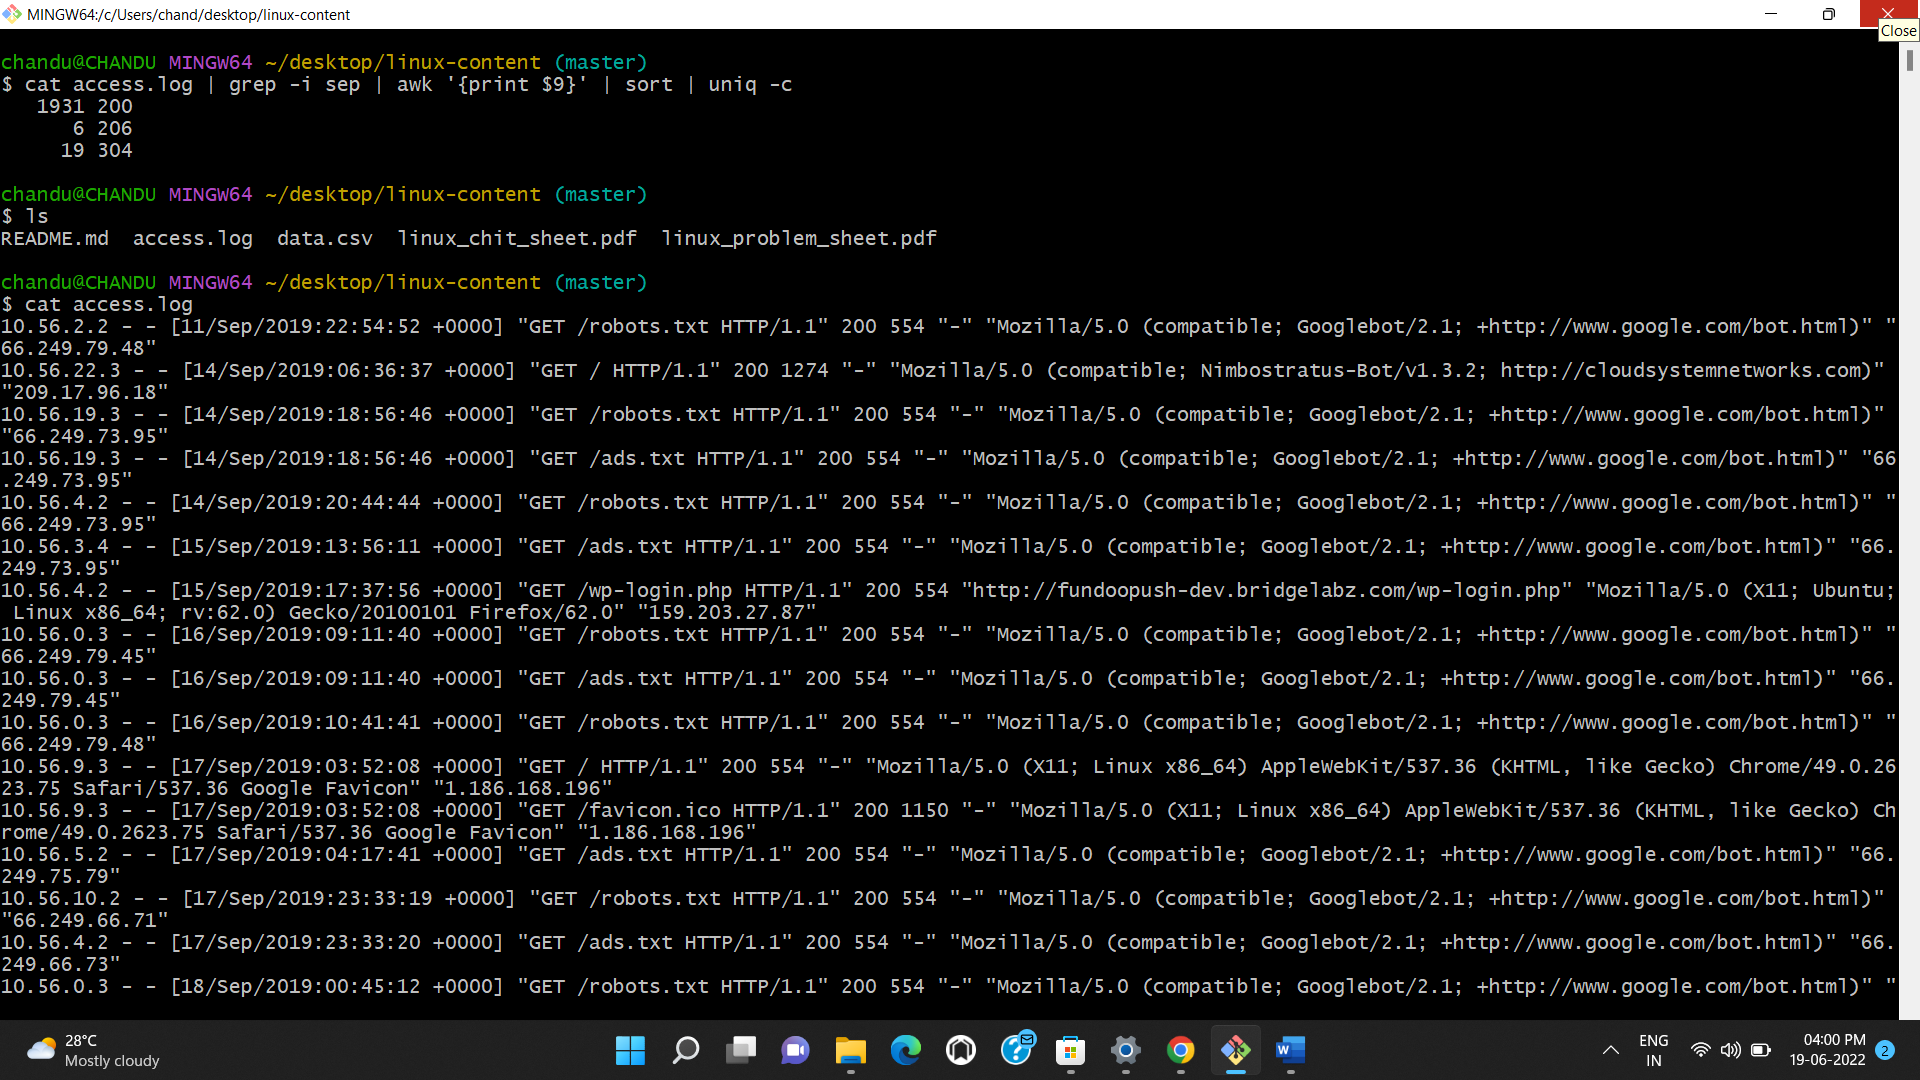 MINGW64:/c/Users/chand/desktop/linux-content
Close
chandu@CHANDU MINGW64 ~/desktop/linux-content (master)
$ cat access.log | grep -i sep | awk '{print $9}' | sort | uniq -c
   1931 200
      6 206
     19 304
chandu@CHANDU MINGW64 ~/desktop/linux-content (master)
$ ls
README.md  access.log  data.csv  linux_chit_sheet.pdf  linux_problem_sheet.pdf
chandu@CHANDU MINGW64 ~/desktop/linux-content (master)
$ cat access.log
10.56.2.2 - - [11/Sep/2019:22:54:52 +0000] "GET /robots.txt HTTP/1.1" 200 554 "-" "Mozilla/5.0 (compatible; Googlebot/2.1; +http://www.google.com/bot.html)" "
66.249.79.48"
10.56.22.3 - - [14/Sep/2019:06:36:37 +0000] "GET / HTTP/1.1" 200 1274 "-" "Mozilla/5.0 (compatible; Nimbostratus-Bot/v1.3.2; http://cloudsystemnetworks.com)"
"209.17.96.18"
10.56.19.3 - - [14/Sep/2019:18:56:46 +0000] "GET /robots.txt HTTP/1.1" 200 554 "-" "Mozilla/5.0 (compatible; Googlebot/2.1; +http://www.google.com/bot.html)"
"66.249.73.95"
10.56.19.3 - - [14/Sep/2019:18:56:46 +0000] "GET /ads.txt HTTP/1.1" 200 554 "-" "Mozilla/5.0 (compatible; Googlebot/2.1; +http://www.google.com/bot.html)" "66
.249.73.95"
10.56.4.2 - - [14/Sep/2019:20:44:44 +0000] "GET /robots.txt HTTP/1.1" 200 554 "-" "Mozilla/5.0 (compatible; Googlebot/2.1; +http://www.google.com/bot.html)" "
66.249.73.95"
10.56.3.4 - - [15/Sep/2019:13:56:11 +0000] "GET /ads.txt HTTP/1.1" 200 554 "-" "Mozilla/5.0 (compatible; Googlebot/2.1; +http://www.google.com/bot.html)" "66.
249.73.95"
10.56.4.2 - - [15/Sep/2019:17:37:56 +0000] "GET /wp-login.php HTTP/1.1" 200 554 "http://fundoopush-dev.bridgelabz.com/wp-login.php" "Mozilla/5.0 (X11; Ubuntu;
 Linux x86_64; rv:62.0) Gecko/20100101 Firefox/62.0" "159.203.27.87"
10.56.0.3 - - [16/Sep/2019:09:11:40 +0000] "GET /robots.txt HTTP/1.1" 200 554 "-" "Mozilla/5.0 (compatible; Googlebot/2.1; +http://www.google.com/bot.html)" "
66.249.79.45"
10.56.0.3 - - [16/Sep/2019:09:11:40 +0000] "GET /ads.txt HTTP/1.1" 200 554 "-" "Mozilla/5.0 (compatible; Googlebot/2.1; +http://www.google.com/bot.html)" "66.
249.79.45"
10.56.0.3 - - [16/Sep/2019:10:41:41 +0000] "GET /robots.txt HTTP/1.1" 200 554 "-" "Mozilla/5.0 (compatible; Googlebot/2.1; +http://www.google.com/bot.html)" "
66.249.79.48"
10.56.9.3 - - [17/Sep/2019:03:52:08 +0000] "GET / HTTP/1.1" 200 554 "-" "Mozilla/5.0 (X11; Linux x86_64) AppleWebKit/537.36 (KHTML, like Gecko) Chrome/49.0.26
23.75 Safari/537.36 Google Favicon" "1.186.168.196"
10.56.9.3 - - [17/Sep/2019:03:52:08 +0000] "GET /favicon.ico HTTP/1.1" 200 1150 "-" "Mozilla/5.0 (X11; Linux x86_64) AppleWebKit/537.36 (KHTML, like Gecko) Ch
rome/49.0.2623.75 Safari/537.36 Google Favicon" "1.186.168.196"
10.56.5.2 - - [17/Sep/2019:04:17:41 +0000] "GET /ads.txt HTTP/1.1" 200 554 "-" "Mozilla/5.0 (compatible; Googlebot/2.1; +http://www.google.com/bot.html)" "66.
249.75.79"
10.56.10.2 - - [17/Sep/2019:23:33:19 +0000] "GET /robots.txt HTTP/1.1" 200 554 "-" "Mozilla/5.0 (compatible; Googlebot/2.1; +http://www.google.com/bot.html)"
"66.249.66.71"
10.56.4.2 - - [17/Sep/2019:23:33:20 +0000] "GET /ads.txt HTTP/1.1" 200 554 "-" "Mozilla/5.0 (compatible; Googlebot/2.1; +http://www.google.com/bot.html)" "66.
249.66.73"
10.56.0.3 - - [18/Sep/2019:00:45:12 +0000] "GET /robots.txt HTTP/1.1" 200 554 "-" "Mozilla/5.0 (compatible; Googlebot/2.1; +http://www.google.com/bot.html)" "
28°C
Mostly cloudy
W
ENG
IN
04:00 PM
19-06-2022
2